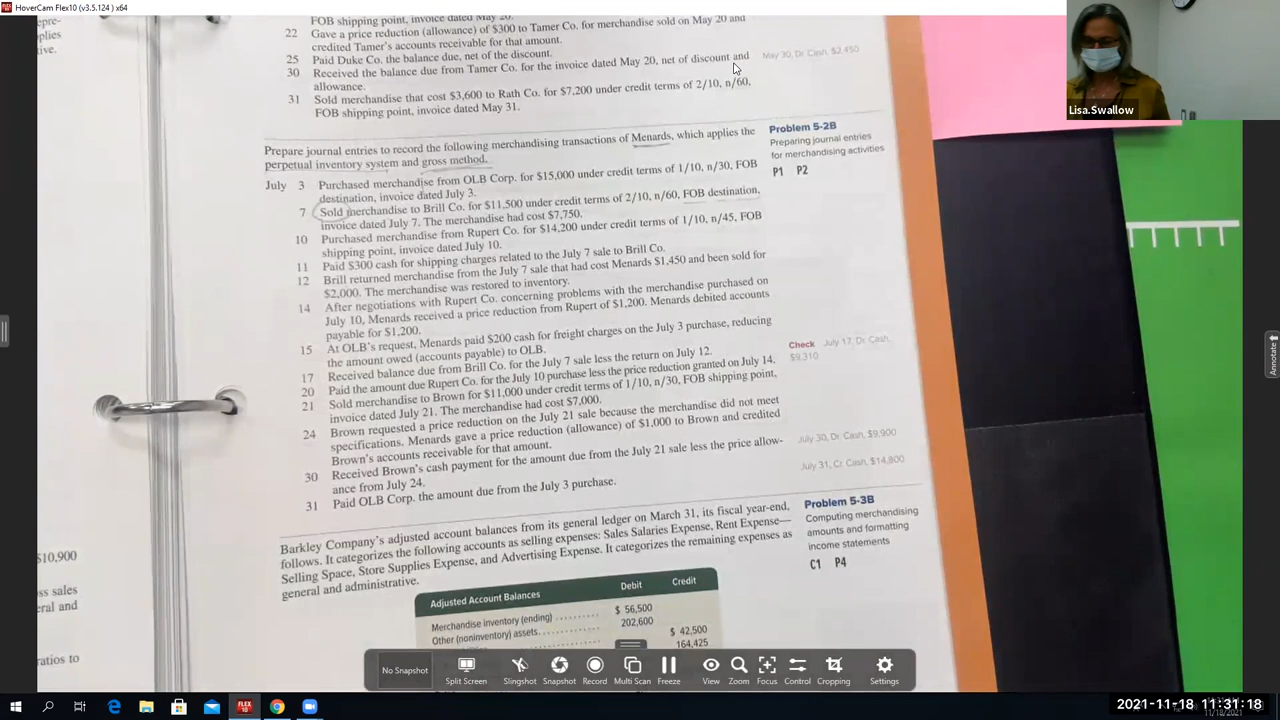 HoverCam Flex10 (v3.5.124) | x64
FOB shipping point, invoice dated May 20.
22 Gave a price reduction (allowance) of $300 to Tamer Co. for merchandise sold on May 20 and
credited Tamer's accounts receivable for that amount.
25 Paid Duke Co. the balance due, net of the discount.
30 Received the balance due from Tamer Co. for the invoice dated May 20, net of discount and
allowance.
May 30, Dr. Cash, $2,450
31 Sold merchandise that cost $3,600 to Rath Co. for $7,200 under credit terms of 2/10, n/60,
FOB shipping point, invoice dated May 31.
Prepare journal entries to record the following merchandising transactions of Menards, which applies the
perpetual inventory system and gross method.
Problem 5-2B
Preparing journal entries
for merchandising activities
P1 P2
July 3 Purchased merchandise from OLB Corp. for $15,000 under credit terms of 1/10, n/30, FOB
destination, invoice dated July 3.
7 Sold merchandise to Brill Co. for $11,500 under credit terms of 2/10, n/60, FOB destination,
invoice dated July 7. The merchandise had cost $7,750.
10 Purchased merchandise from Rupert Co. for $14,200 under credit terms of 1/10, n/45, FOB
shipping point, invoice dated July 10.
11 Paid $300 cash for shipping charges related to the July 7 sale to Brill Co.
12 Brill returned merchandise from the July 7 sale that had cost Menards $1,450 and been sold for
$2,000. The merchandise was restored to inventory.
14 After negotiations with Rupert Co. concerning problems with the merchandise purchased on
July 10, Menards received a price reduction from Rupert of $1,200. Menards debited accounts
payable for $1,200.
15 At OLB's request, Menards paid $200 cash for freight charges on the July 3 purchase, reducing
the amount owed (accounts payable) to OLB.
17 Received balance due from Brill Co. for the July 7 sale less the return on July 12.
Check July 17, Dr. Cash,
$9,310
20 Paid the amount due Rupert Co. for the July 10 purchase less the price reduction granted on July 14.
21 Sold merchandise to Brown for $11,000 under credit terms of 1/10, n/30, FOB shipping point,
invoice dated July 21. The merchandise had cost $7,000.
24 Brown requested a price reduction on the July 21 sale because the merchandise did not meet
specifications. Menards gave a price reduction (allowance) of $1,000 to Brown and credited
Brown's accounts receivable for that amount.
30 Received Brown's cash payment for the amount due from the July 21 sale less the price allow-
ance from July 24.
July 30, Dr. Cash, $9,900
31 Paid OLB Corp. the amount due from the July 3 purchase.
July 31, Cr. Cash, $14,800
Barkley Company's adjusted account balances from its general ledger on March 31, its fiscal year-end,
follows. It categorizes the following accounts as selling expenses: Sales Salaries Expense, Rent Expense—
Selling Space, Store Supplies Expense, and Advertising Expense. It categorizes the remaining expenses as
general and administrative.
Problem 5-3B
Computing merchandising
amounts and formatting
income statements
C1 P4
Adjusted Account Balances Debit Credit
Merchandise inventory (ending) $ 56,500
Other (noninventory) assets 202,600
$ 42,500
164,425
epre-
pplies
tive.
$10,900
ss sales
eral and
ratios to
Lisa.Swallow
Annotate
No Snapshot
Split Screen
Slingshot
Snapshot
Record
Multi Scan
Freeze
View
Zoom
Focus
Control
Cropping
Settings
FLEX
10
2021-11-18 11:31:18
11/18/2021